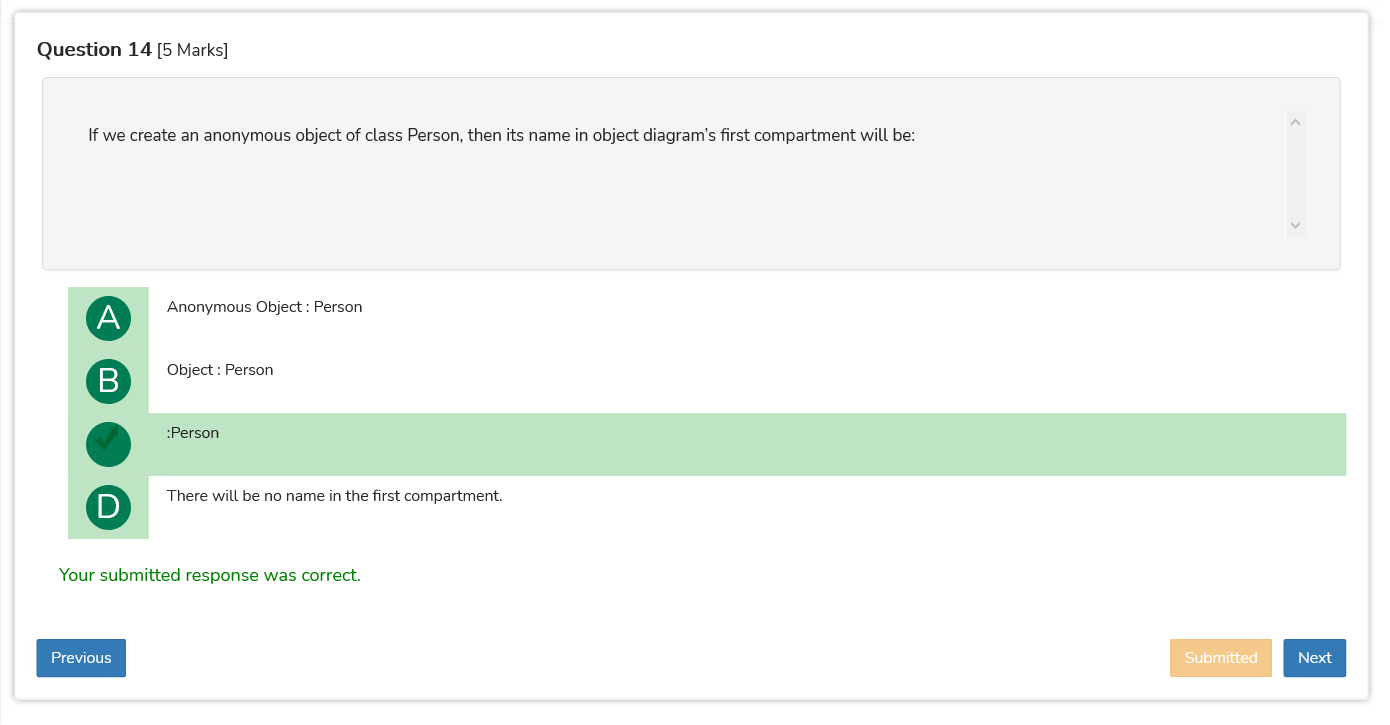 Question 14 [5 Marks]
If we create an anonymous object of class Person, then its name in object diagram’s first compartment will be:
A Anonymous Object : Person
B Object : Person
:Person
D There will be no name in the first compartment.
Your submitted response was correct.
Previous Submitted Next